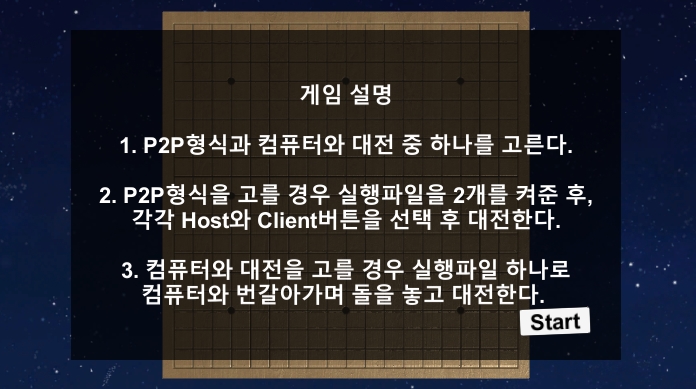 게임 설명
1. P2P형식과 컴퓨터와 대전 중 하나를 고른다.
2. P2P형식을 고를 경우 실행파일을 2개를 켜준 후,
각각 Host와 Client버튼을 선택 후 대전한다.
3. 컴퓨터와 대전을 고를 경우 실행파일 하나로
컴퓨터와 번갈아가며 돌을 놓고 대전한다.
Start